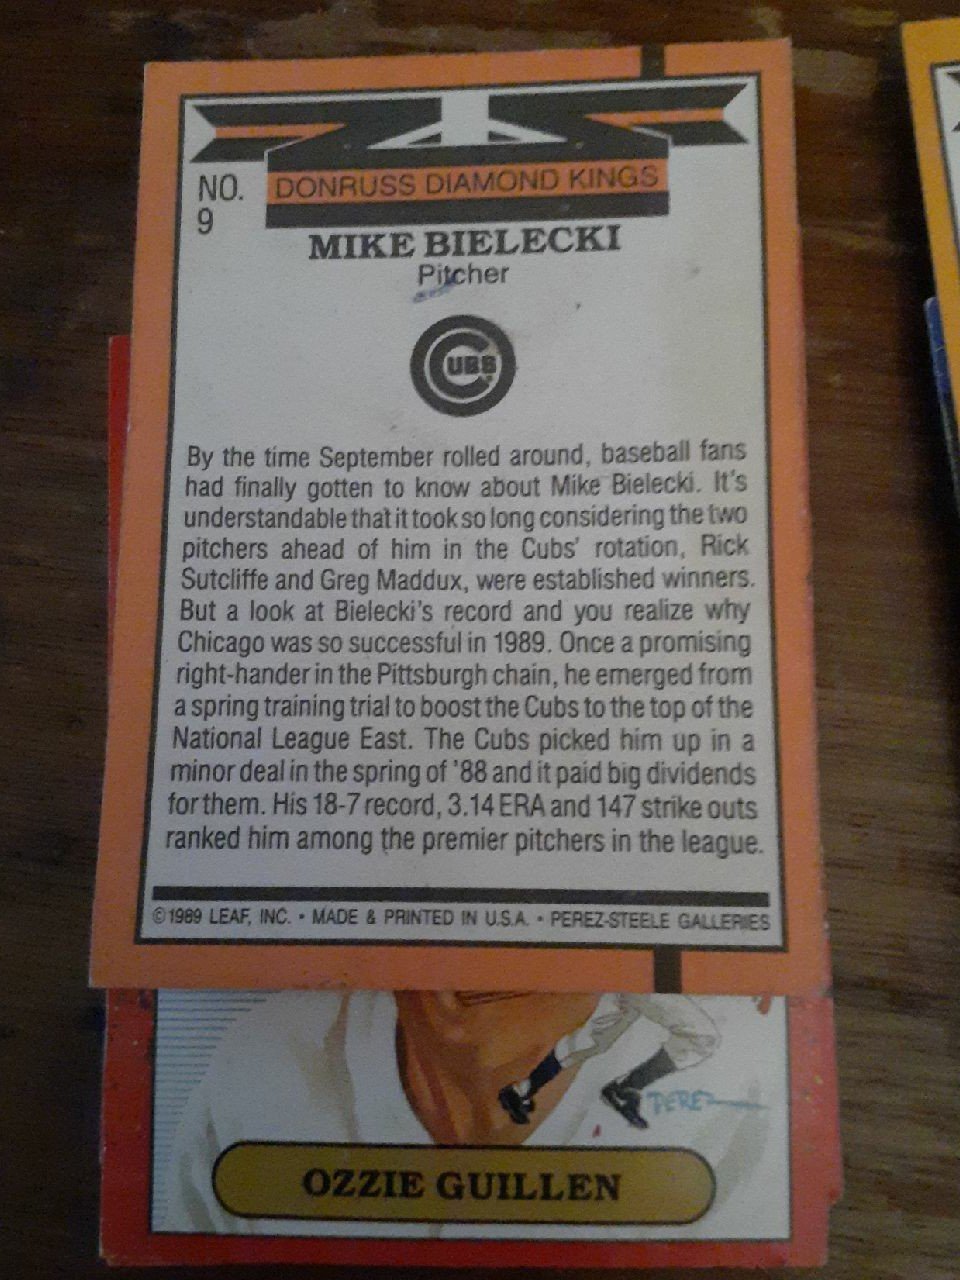 NO.
9
DONRUSS DIAMOND KINGS
MIKE BIELECKI
Pitcher
CUBS
By the time September rolled around, baseball fans
had finally gotten to know about Mike Bielecki. It's
understandable that it took so long considering the two
pitchers ahead of him in the Cubs' rotation, Rick
Sutcliffe and Greg Maddux, were established winners.
But a look at Bielecki's record and you realize why
Chicago was so successful in 1989. Once a promising
right-hander in the Pittsburgh chain, he emerged from
a spring training trial to boost the Cubs to the top of the
National League East. The Cubs picked him up in a
minor deal in the spring of '88 and it paid big dividends
for them. His 18-7 record, 3.14 ERA and 147 strike outs
ranked him among the premier pitchers in the league.
©1989 LEAF, INC. • MADE & PRINTED IN U.S.A. • PEREZ-STEELE GALLERIES
PEREZ
OZZIE GUILLEN